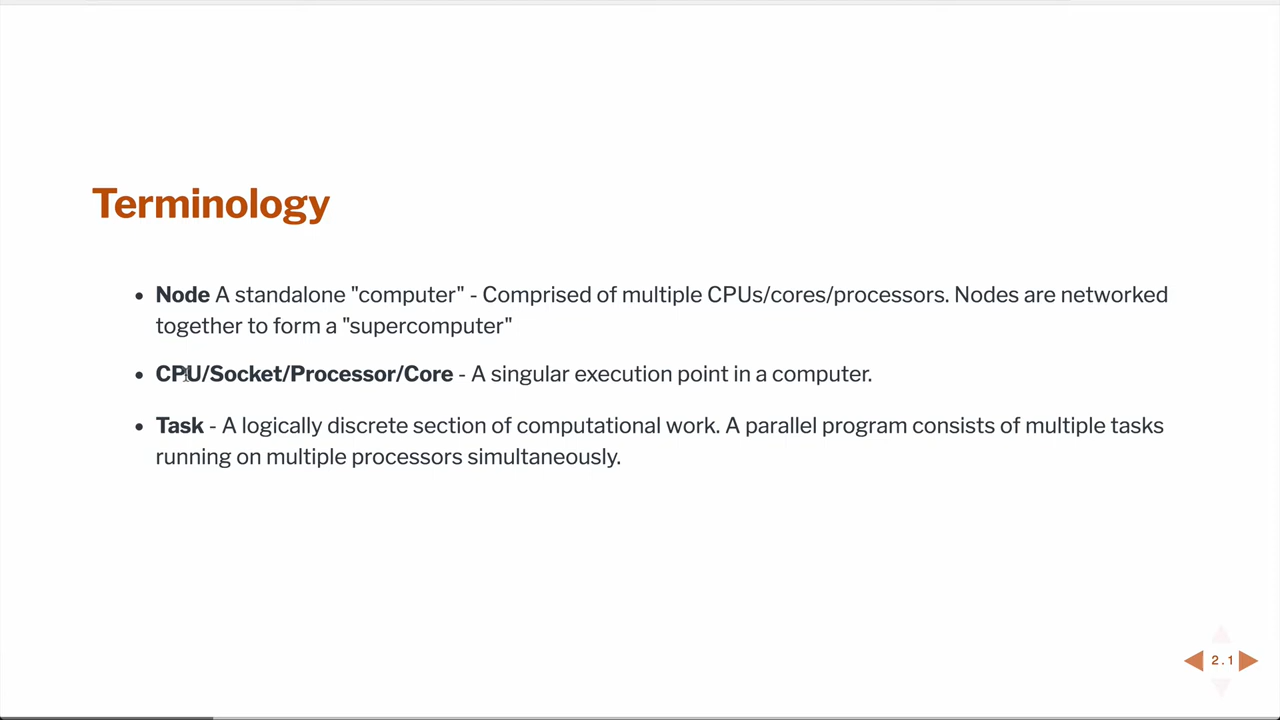 Terminology
• Node A standalone "computer" - Comprised of multiple CPUs/cores/processors. Nodes are networked
together to form a "supercomputer"
• CPU/Socket/Processor/Core - A singular execution point in a computer.
• Task - A logically discrete section of computational work. A parallel program consists of multiple tasks
running on multiple processors simultaneously.
2.1